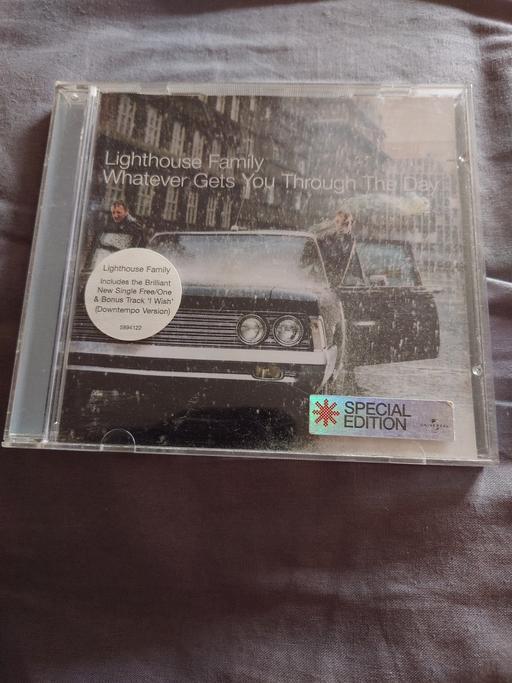 Lighthouse Family
Whatever Gets You Through The Day
Lighthouse Family
Includes the Brilliant
New Single Free/One
& Bonus Track 'I Wish'
(Downtempo Version)
5894122
SPECIAL
EDITION
UNIVERSAL